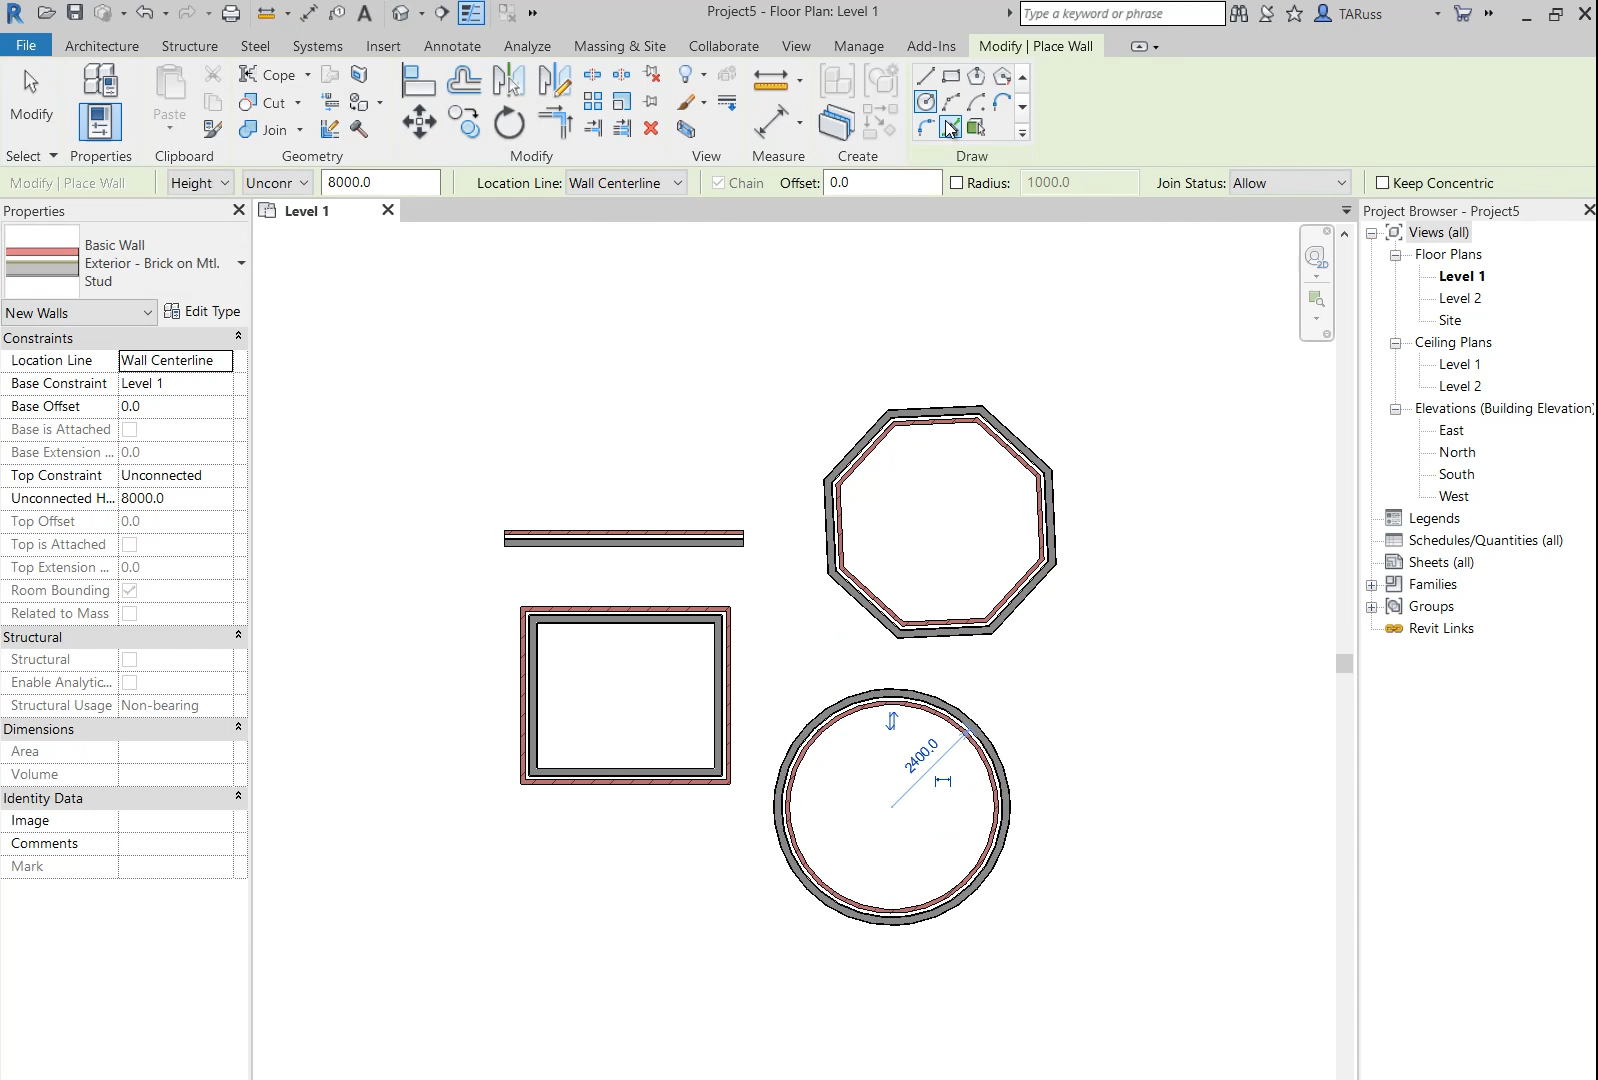 Project5 - Floor Plan: Level 1
Type a keyword or phrase
TARuss
File
Architecture
Structure
Steel
Systems
Insert
Annotate
Analyze
Massing & Site
Collaborate
View
Manage
Add-Ins
Modify | Place Wall
Modify
Paste
Cope
Cut
Join
Select
Properties
Clipboard
Geometry
Modify
View
Measure
Create
Draw
Modify | Place Wall
Height
Unconr
8000.0
Location Line:
Wall Centerline
Chain
Offset:
0.0
Radius:
1000.0
Join Status:
Allow
Keep Concentric
Properties
Basic Wall
Exterior - Brick on Mtl.
Stud
New Walls
Edit Type
Constraints
Location Line
Wall Centerline
Base Constraint
Level 1
Base Offset
0.0
Base is Attached
Base Extension ...
0.0
Top Constraint
Unconnected
Unconnected H...
8000.0
Top Offset
0.0
Top is Attached
Top Extension ...
0.0
Room Bounding
Related to Mass
Structural
Structural
Enable Analytic...
Structural Usage
Non-bearing
Dimensions
Area
Volume
Identity Data
Image
Comments
Mark
Level 1
2D
2400.0
Project Browser - Project5
Views (all)
Floor Plans
Level 1
Level 2
Site
Ceiling Plans
Level 1
Level 2
Elevations (Building Elevation)
East
North
South
West
Legends
Schedules/Quantities (all)
Sheets (all)
Families
Groups
Revit Links